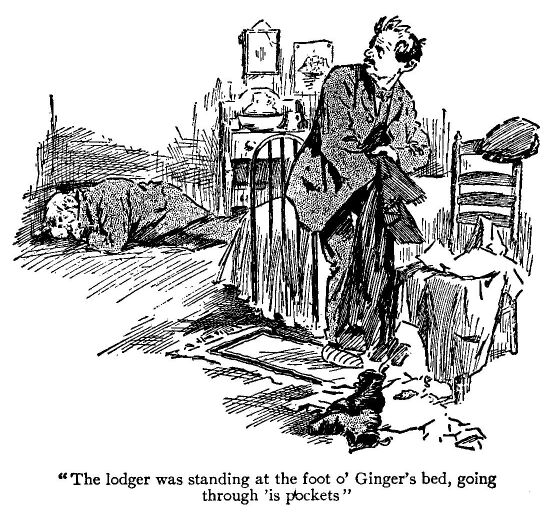 “The lodger was standing at the foot o’ Ginger’s bed, going
through ’is pockets”